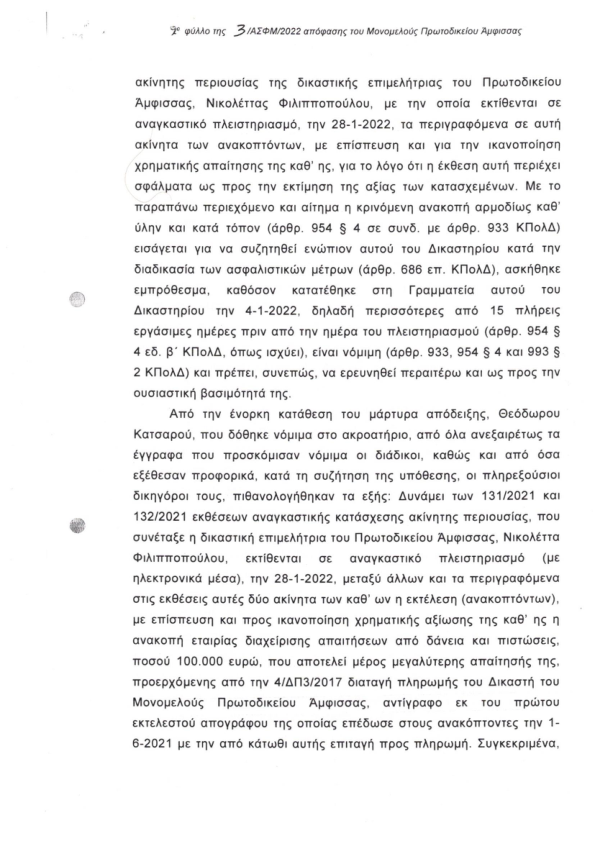 2ο φύλλο της 3/ΑΣΦΜ/2022 απόφασης του Μονομελούς Πρωτοδικείου Άμφισσας
ακίνητης περιουσίας της δικαστικής επιμελήτριας του Πρωτοδικείου
Άμφισσας, Νικολέττας Φιλιπποπούλου, με την οποία εκτίθενται σε
αναγκαστικό πλειστηριασμό, την 28-1-2022, τα περιγραφόμενα σε αυτή
ακίνητα των ανακοπτόντων, με επίσπευση και για την ικανοποίηση
χρηματικής απαίτησης της καθ' ης, για το λόγο ότι η έκθεση αυτή περιέχει
σφάλματα ως προς την εκτίμηση της αξίας των κατασχεμένων. Με το
παραπάνω περιεχόμενο και αίτημα η κρινόμενη ανακοπή αρμοδίως καθ'
ύλην και κατά τόπον (άρθρ. 954 § 4 σε συνδ. με άρθρ. 933 ΚΠολΔ)
εισάγεται για να συζητηθεί ενώπιον αυτού του Δικαστηρίου κατά την
διαδικασία των ασφαλιστικών μέτρων (άρθρ. 686 επ. ΚΠολΔ), ασκήθηκε
εμπρόθεσμα, καθόσον κατατέθηκε στη Γραμματεία αυτού του
Δικαστηρίου την 4-1-2022, δηλαδή περισσότερες από 15 πλήρεις
εργάσιμες ημέρες πριν από την ημέρα του πλειστηριασμού (άρθρ. 954 §
4 εδ. β΄ ΚΠολΔ, όπως ισχύει), είναι νόμιμη (άρθρ. 933, 954 § 4 και 993 §
2 ΚΠολΔ) και πρέπει, συνεπώς, να ερευνηθεί περαιτέρω και ως προς την
ουσιαστική βασιμότητά της.
Από την ένορκη κατάθεση του μάρτυρα απόδειξης, Θεόδωρου
Κατσαρού, που δόθηκε νόμιμα στο ακροατήριο, από όλα ανεξαιρέτως τα
έγγραφα που προσκόμισαν νόμιμα οι διάδικοι, καθώς και από όσα
εξέθεσαν προφορικά, κατά τη συζήτηση της υπόθεσης, οι πληρεξούσιοι
δικηγόροι τους, πιθανολογήθηκαν τα εξής: Δυνάμει των 131/2021 και
132/2021 εκθέσεων αναγκαστικής κατάσχεσης ακίνητης περιουσίας, που
συνέταξε η δικαστική επιμελήτρια του Πρωτοδικείου Άμφισσας, Νικολέττα
Φιλιπποπούλου, εκτίθενται σε αναγκαστικό πλειστηριασμό (με
ηλεκτρονικά μέσα), την 28-1-2022, μεταξύ άλλων και τα περιγραφόμενα
στις εκθέσεις αυτές δύο ακίνητα των καθ' ων η εκτέλεση (ανακοπτόντων),
με επίσπευση και προς ικανοποίηση χρηματικής αξίωσης της καθ' ης η
ανακοπή εταιρίας διαχείρισης απαιτήσεων από δάνεια και πιστώσεις,
ποσού 100.000 ευρώ, που αποτελεί μέρος μεγαλύτερης απαίτησής της,
προερχόμενης από την 4/ΔΠ3/2017 διαταγή πληρωμής του Δικαστή του
Μονομελούς Πρωτοδικείου Άμφισσας, αντίγραφο εκ του πρώτου
εκτελεστού απογράφου της οποίας επέδωσε στους ανακόπτοντες την 1-
6-2021 με την από κάτωθι αυτής επιταγή προς πληρωμή. Συγκεκριμένα,